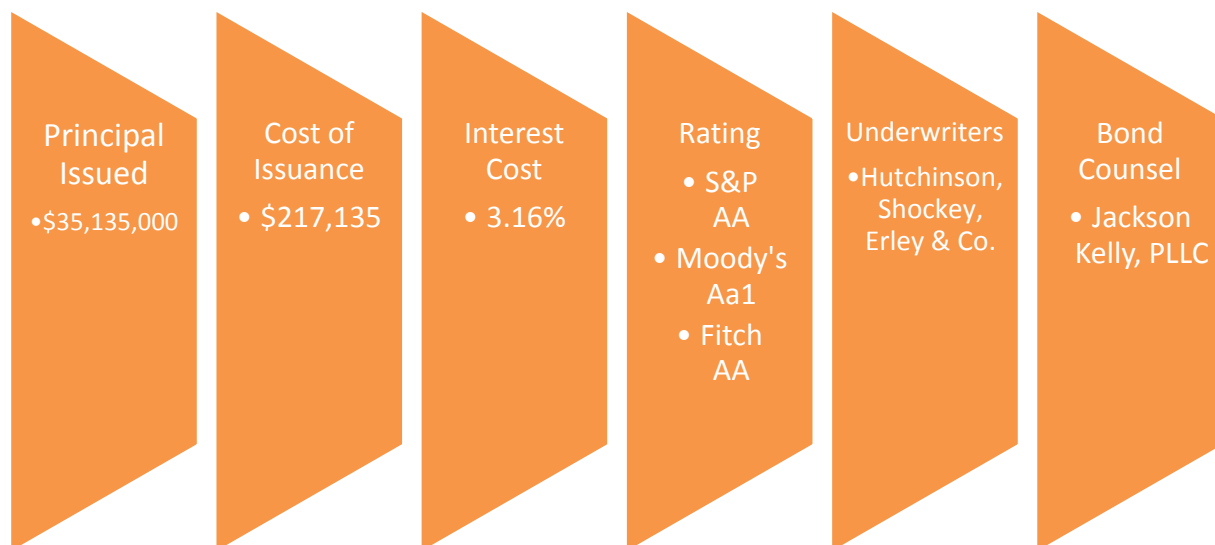 Principal
Issued
•$35,135,000
Cost of
Issuance
• $217,135
Interest
Cost
• 3.16%
Rating
• S&P
AA
• Moody's
Aa1
• Fitch
AA
Underwriters
•Hutchinson,
Shockey,
Erley & Co.
Bond
Counsel
• Jackson
Kelly, PLLC